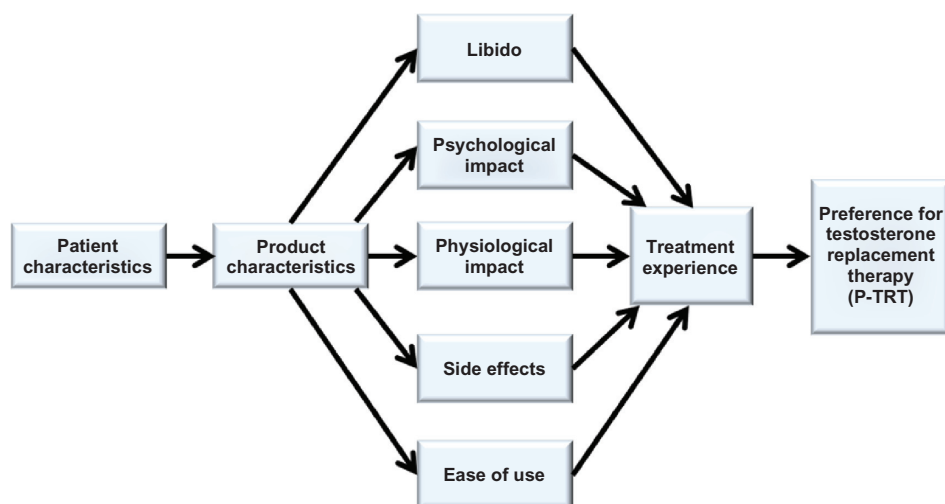 Libido
Psychological
impact
Patient
characteristics
Product
characteristics
Physiological
impact
Treatment
experience
Preference for
testosterone
replacement
therapy
(P-TRT)
Side effects
Ease of use